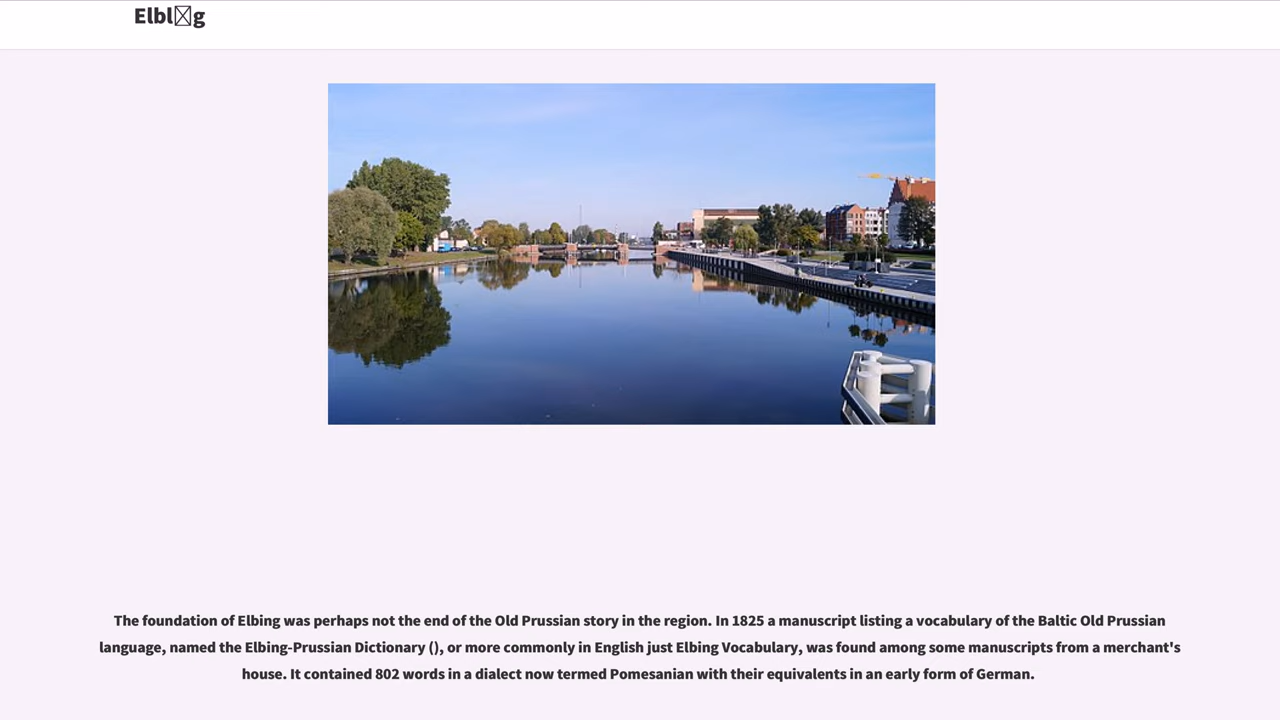 Elbl▯g
The foundation of Elbing was perhaps not the end of the Old Prussian story in the region. In 1825 a manuscript listing a vocabulary of the Baltic Old Prussian
language, named the Elbing-Prussian Dictionary (), or more commonly in English just Elbing Vocabulary, was found among some manuscripts from a merchant's
house. It contained 802 words in a dialect now termed Pomesanian with their equivalents in an early form of German.